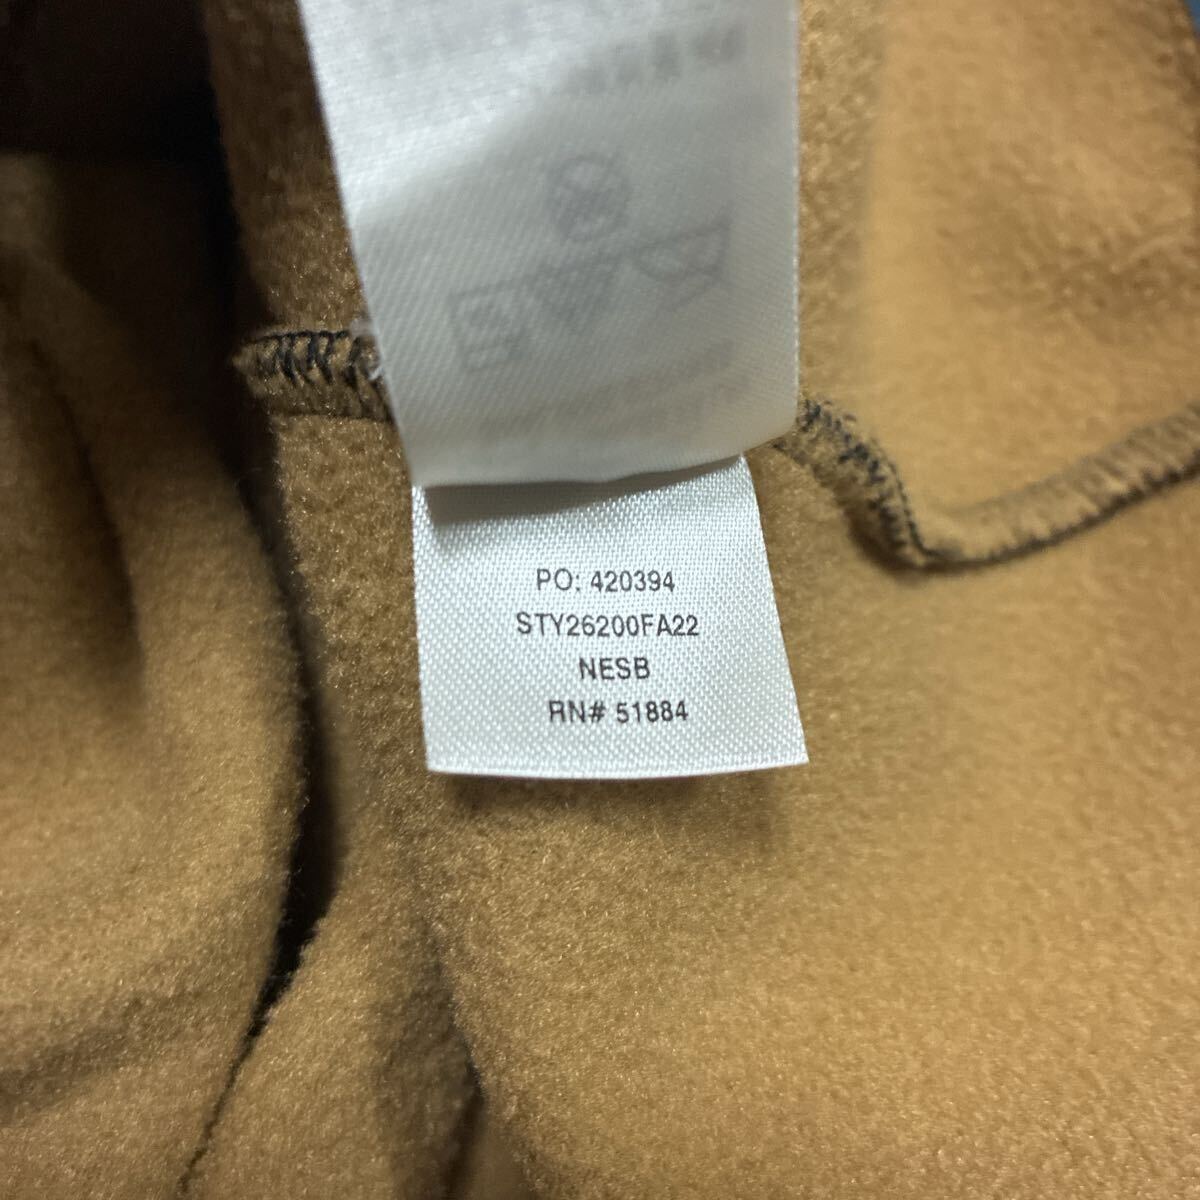 PO: 420394
STY26200FA22
NESB
RN# 51884